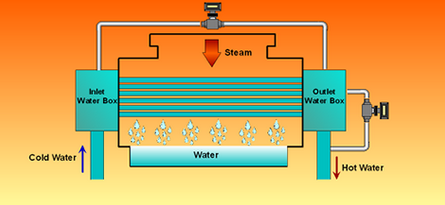 Steam
Inlet
Water Box
Outlet
Water Box
Water
Cold Water
Hot Water